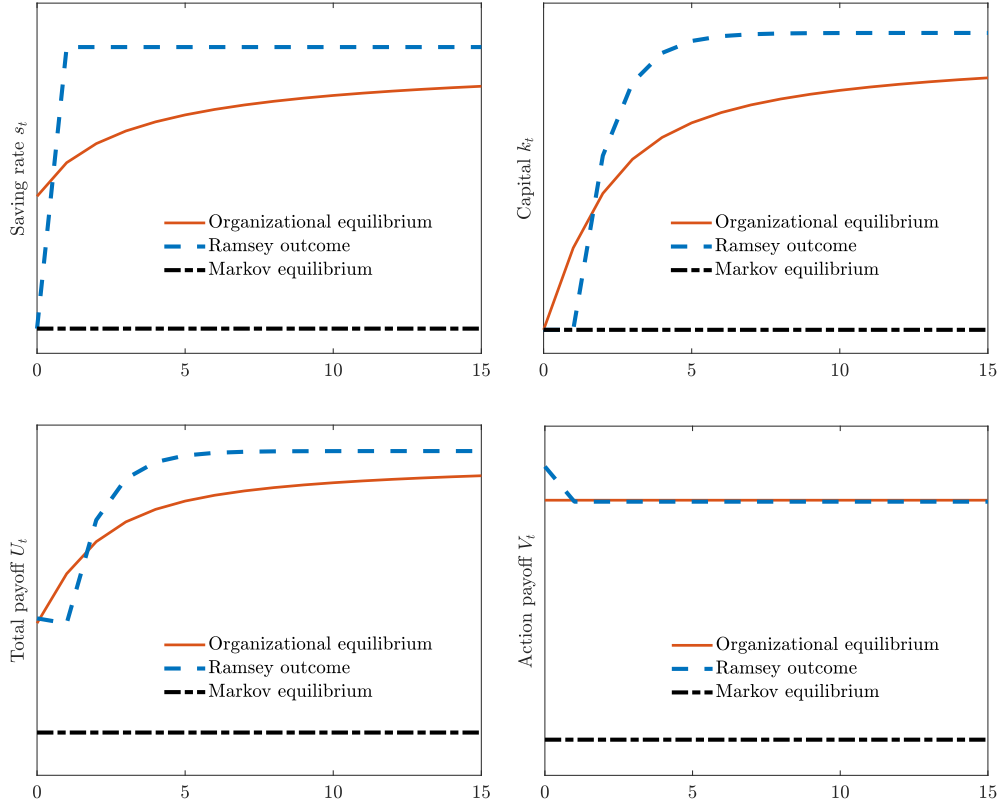 Saving rate s_t
Organizational equilibrium
Ramsey outcome
Markov equilibrium
0 5 10 15
Capital k_t
Organizational equilibrium
Ramsey outcome
Markov equilibrium
0 5 10 15
Total payoff U_t
Organizational equilibrium
Ramsey outcome
Markov equilibrium
0 5 10 15
Action payoff V_t
Organizational equilibrium
Ramsey outcome
Markov equilibrium
0 5 10 15